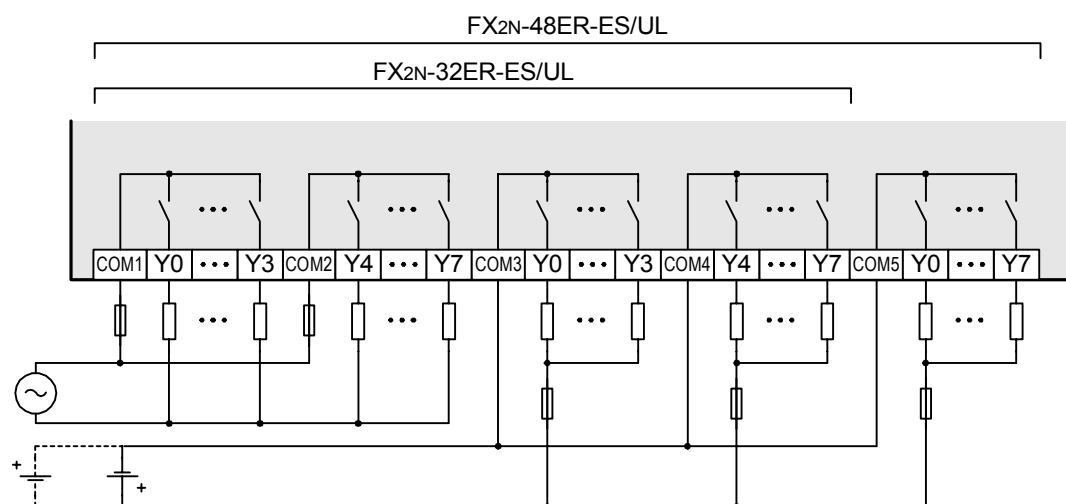 FX2N-48ER-ES/UL
FX2N-32ER-ES/UL
COM1 Y0 ••• Y3 COM2 Y4 ••• Y7 COM3 Y0 ••• Y3 COM4 Y4 ••• Y7 COM5 Y0 ••• Y7
+
+